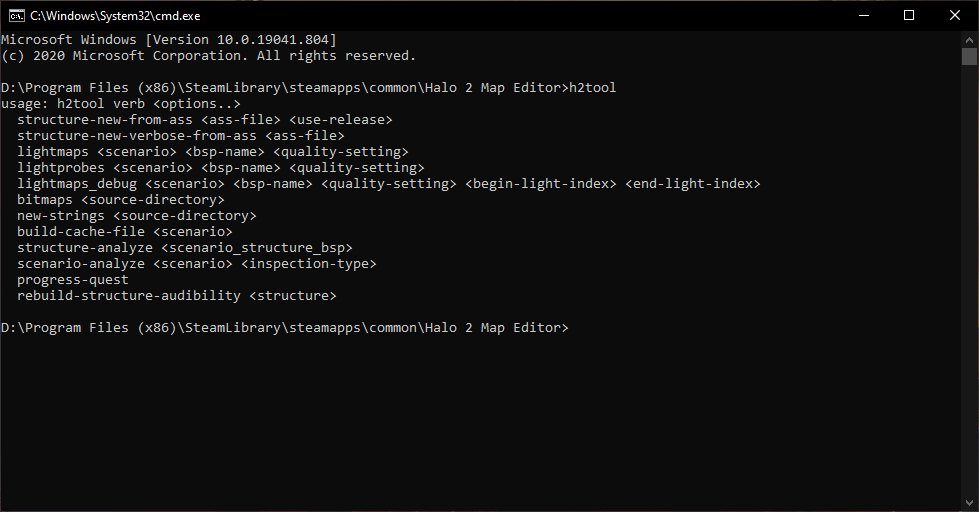 C:\Windows\System32\cmd.exe
Microsoft Windows [Version 10.0.19041.804]
(c) 2020 Microsoft Corporation. All rights reserved.
D:\Program Files (x86)\SteamLibrary\steamapps\common\Halo 2 Map Editor>h2tool
usage: h2tool verb <options..>
structure-new-from-ass <ass-file> <use-release>
structure-new-verbose-from-ass <ass-file>
lightmaps <scenario> <bsp-name> <quality-setting>
lightprobes <scenario> <bsp-name> <quality-setting>
lightmaps_debug <scenario> <bsp-name> <quality-setting> <begin-light-index> <end-light-index>
bitmaps <source-directory>
new-strings <source-directory>
build-cache-file <scenario>
structure-analyze <scenario_structure_bsp>
scenario-analyze <scenario> <inspection-type>
progress-quest
rebuild-structure-audibility <structure>
D:\Program Files (x86)\SteamLibrary\steamapps\common\Halo 2 Map Editor>